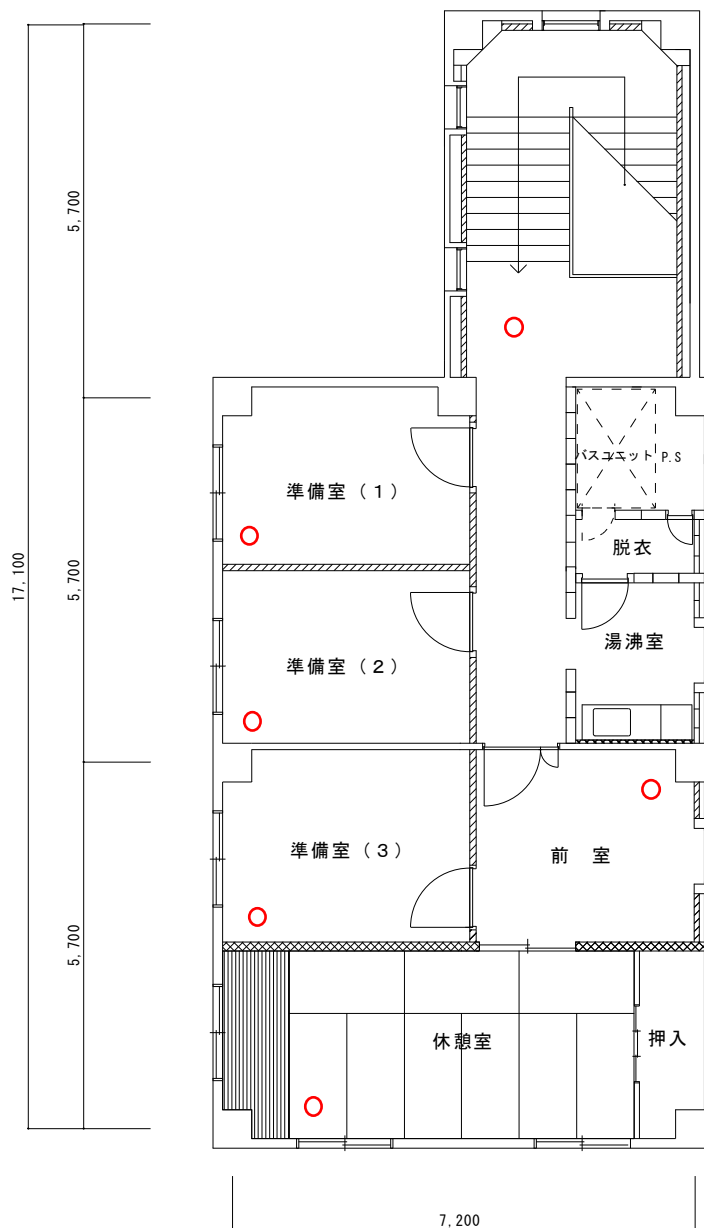 5,700
バスユニット P.S
準備室（１）
脱衣
17,100
5,700
湯沸室
準備室（２）
準備室（３）
前　室
5,700
休憩室
押入
7,200